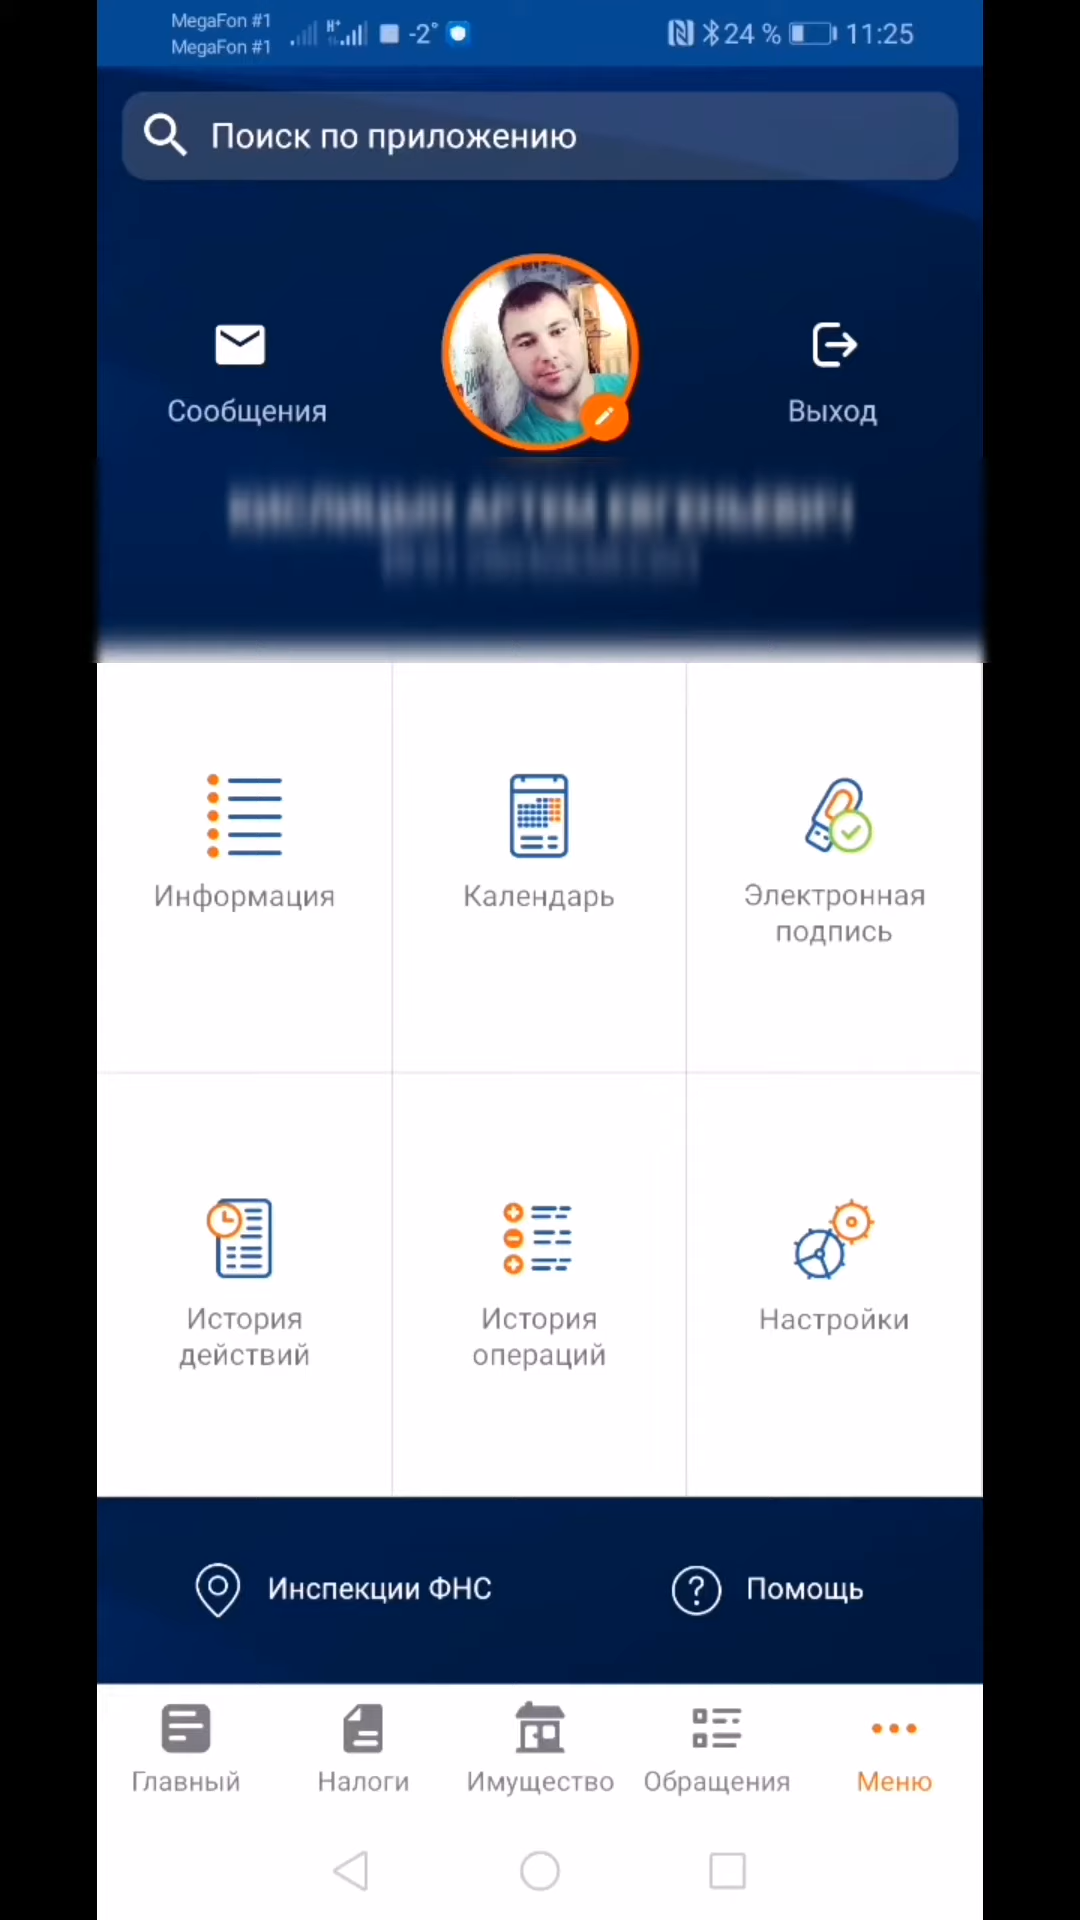 MegaFon #1
MegaFon #1
H+
-2°
24 %
11:25
Поиск по приложению
Сообщения
Выход
Информация
Календарь
Электронная
подпись
История
действий
История
операций
Настройки
Инспекции ФНС
Помощь
Главный
Налоги
Имущество
Обращения
Меню